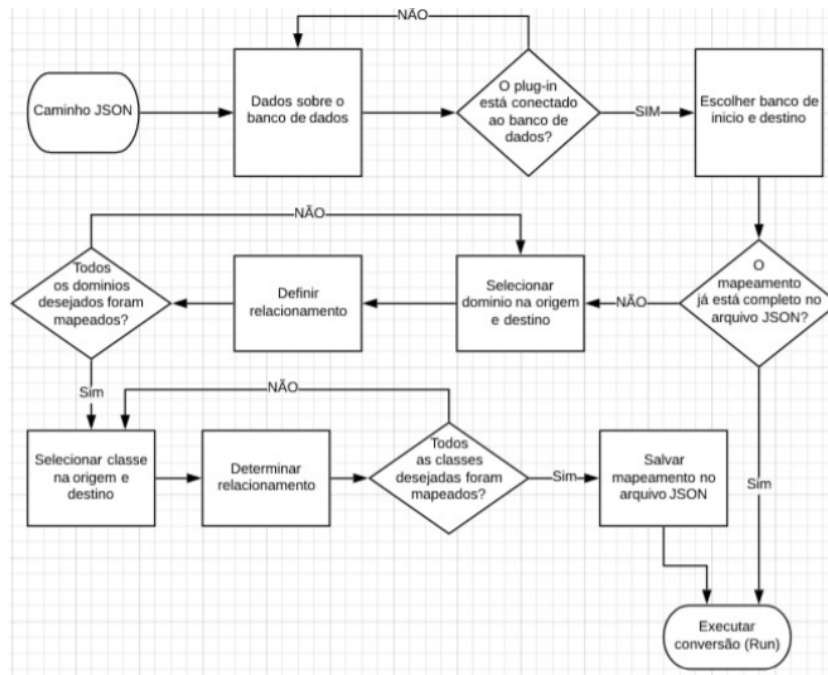 NÃO
Caminho JSON
Dados sobre o
banco de dados
O plug-in
está conectado
ao banco de
dados?
SIM
Escolher banco de
inicio e destino
NÃO
Todos
os dominios
desejados foram
mapeados?
Definir
relacionamento
Selecionar
dominio na origem
e destino
NÃO
O
mapeamento
já está completo no
arquivo JSON?
Sim
NÃO
Selecionar classe
na origem e
destino
Determinar
relacionamento
Todos
as classes
desejadas foram
mapeados?
Sim
Salvar
mapeamento no
arquivo JSON
Sim
Executar
conversão (Run)